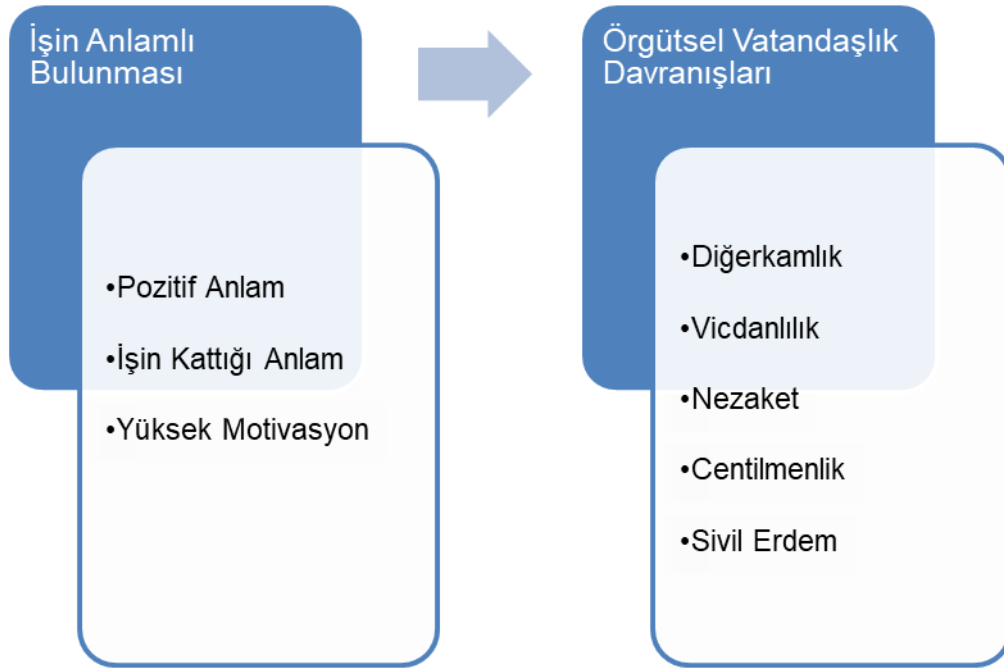 İşin Anlamlı
Bulunması
•Pozitif Anlam
•İşin Kattığı Anlam
•Yüksek Motivasyon
Örgütsel Vatandaşlık
Davranışları
•Diğerkamlık
•Vicdanlılık
•Nezaket
•Centilmenlik
•Sivil Erdem